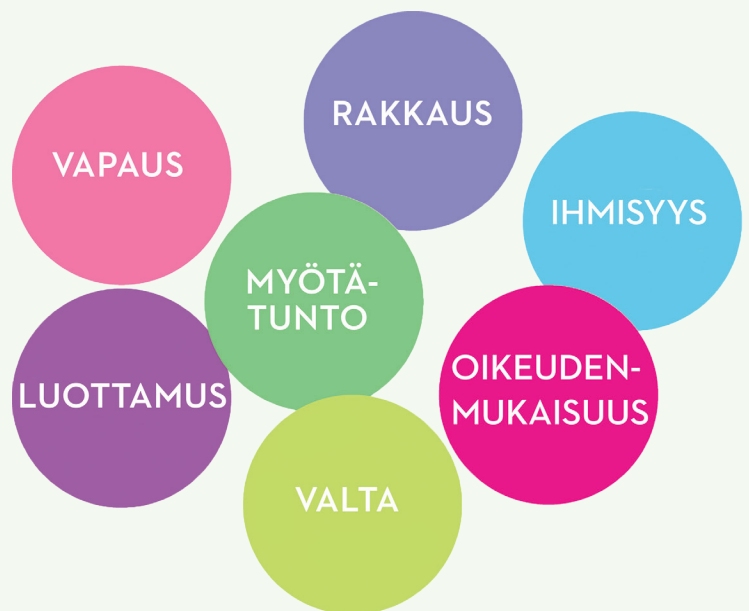 RAKKAUS
VAPAUS
IHMISYYS
MYÖTÄ-
TUNTO
OIKEUDEN-
MUKAISUUS
LUOTTAMUS
VALTA